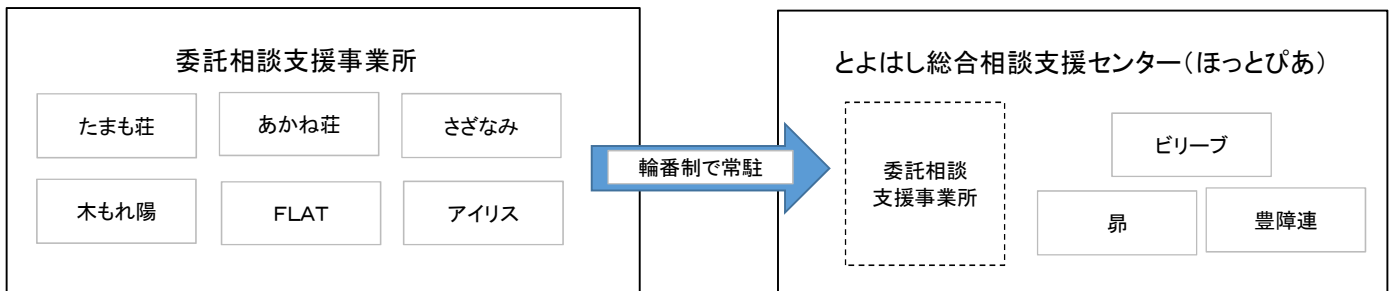 委託相談支援事業所
たまも荘
あかね荘
さざなみ
木もれ陽
FLAT
アイリス
輪番制で常駐
とよはし総合相談支援センター(ほっとぴあ)
委託相談
支援事業所
ビリーブ
昴
豊障連